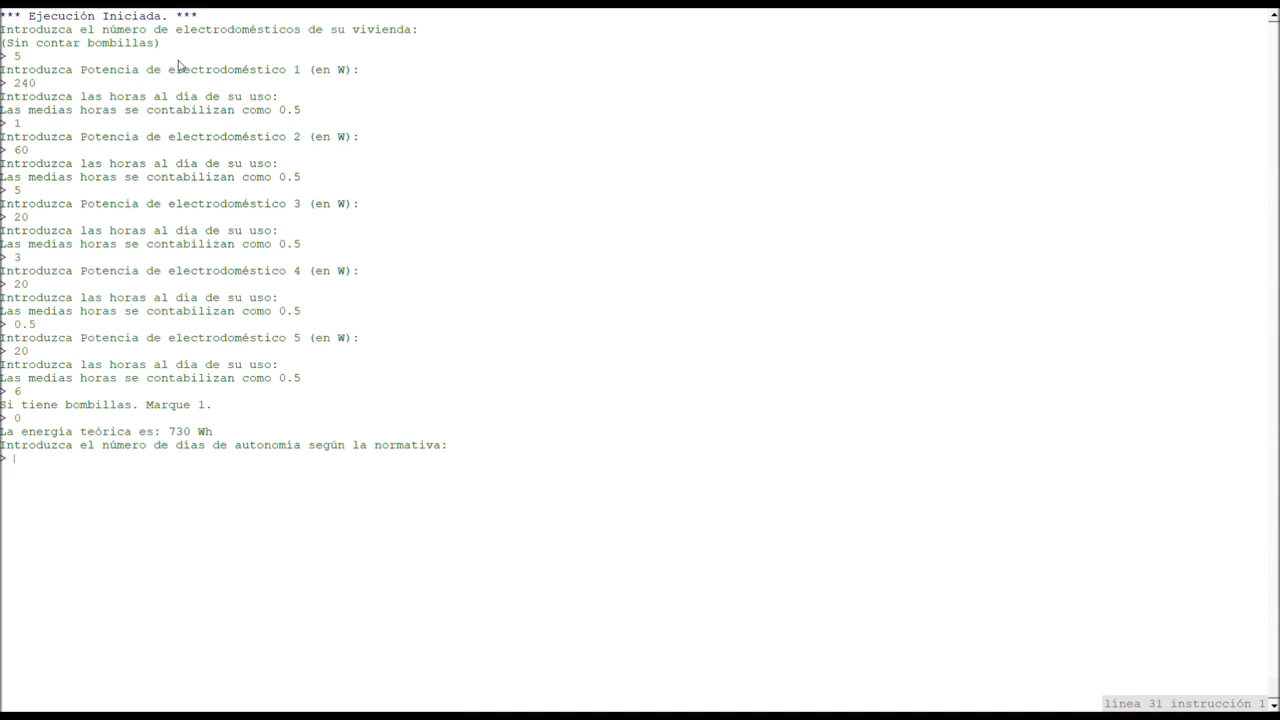 *** Ejecución Iniciada. ***
Introduzca el número de electrodomésticos de su vivienda:
(Sin contar bombillas)
> 5
Introduzca Potencia de electrodoméstico 1 (en W):
> 240
Introduzca las horas al día de su uso:
Las medias horas se contabilizan como 0.5
> 1
Introduzca Potencia de electrodoméstico 2 (en W):
> 60
Introduzca las horas al día de su uso:
Las medias horas se contabilizan como 0.5
> 5
Introduzca Potencia de electrodoméstico 3 (en W):
> 20
Introduzca las horas al día de su uso:
Las medias horas se contabilizan como 0.5
> 3
Introduzca Potencia de electrodoméstico 4 (en W):
> 20
Introduzca las horas al día de su uso:
Las medias horas se contabilizan como 0.5
> 0.5
Introduzca Potencia de electrodoméstico 5 (en W):
> 20
Introduzca las horas al día de su uso:
Las medias horas se contabilizan como 0.5
> 6
Si tiene bombillas. Marque 1.
> 0
La energía teórica es: 730 Wh
Introduzca el número de días de autonomía según la normativa:
>
línea 31 instrucción 1